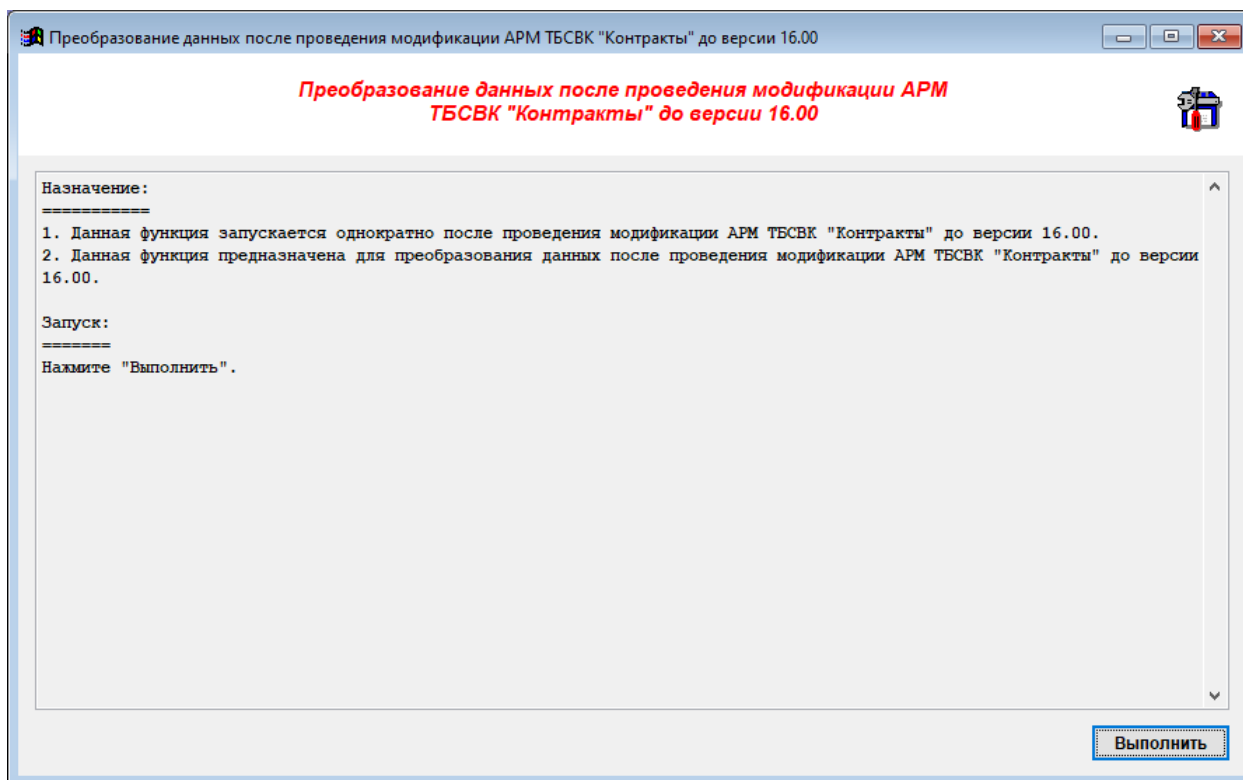 Преобразование данных после проведения модификации АРМ ТБСВК "Контракты" до версии 16.00
Преобразование данных после проведения модификации АРМ
ТБСВК "Контракты" до версии 16.00
Назначение:
===========
1. Данная функция запускается однократно после проведения модификации АРМ ТБСВК "Контракты" до версии 16.00.
2. Данная функция предназначена для преобразования данных после проведения модификации АРМ ТБСВК "Контракты" до версии
16.00.
Запуск:
=======
Нажмите "Выполнить".
Выполнить